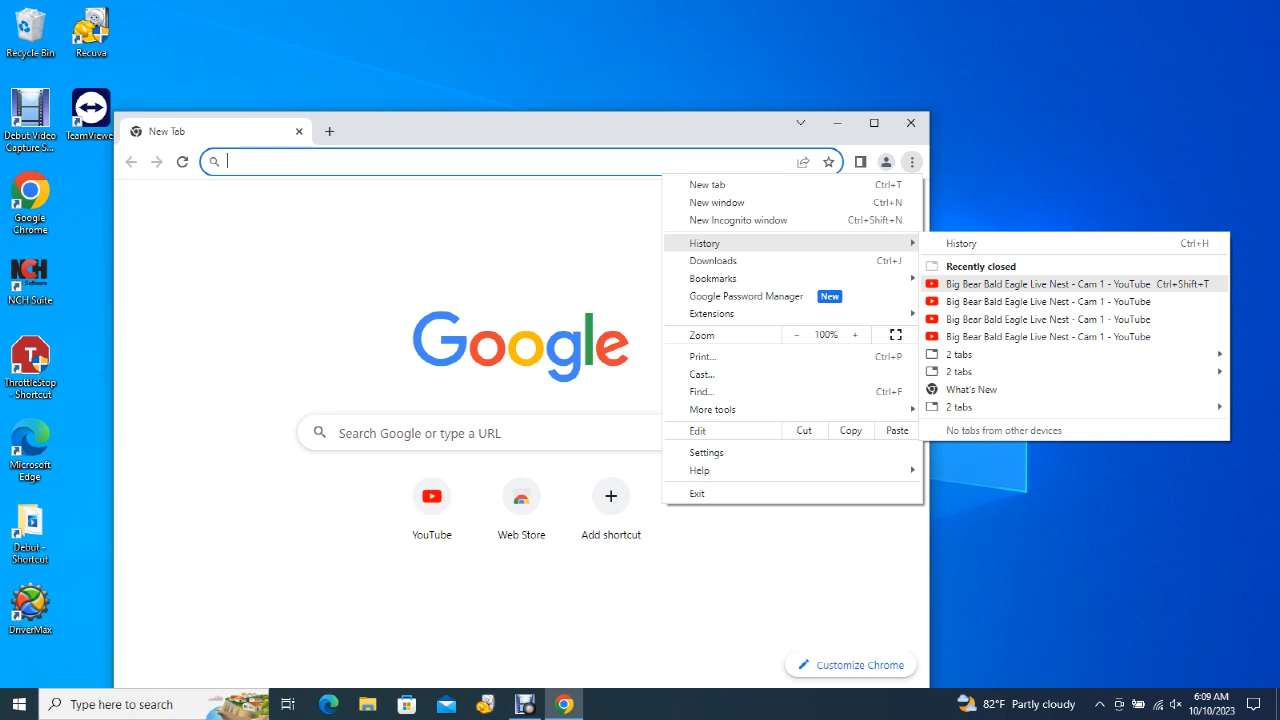 Recycle Bin
Recuva
Debut Video
Capture S...
TeamViewe
Google
Chrome
NCH
Software
NCH Suite
ThrottleStop
- Shortcut
Microsoft
Edge
Debut -
Shortcut
DriverMax
New Tab
New tab Ctrl+T
New window Ctrl+N
New Incognito window Ctrl+Shift+N
History
Downloads Ctrl+J
Bookmarks
Google Password Manager New
Extensions
Zoom - 100% +
Print... Ctrl+P
Cast...
Find... Ctrl+F
More tools
Edit Cut Copy Paste
Settings
Help
Exit
History Ctrl+H
Recently closed
Big Bear Bald Eagle Live Nest - Cam 1 - YouTube Ctrl+Shift+T
Big Bear Bald Eagle Live Nest - Cam 1 - YouTube
Big Bear Bald Eagle Live Nest - Cam 1 - YouTube
Big Bear Bald Eagle Live Nest - Cam 1 - YouTube
2 tabs
2 tabs
What's New
2 tabs
No tabs from other devices
Google
Search Google or type a URL
YouTube
Web Store
Add shortcut
Customize Chrome
Type here to search
82°F Partly cloudy
6:09 AM
10/10/2023